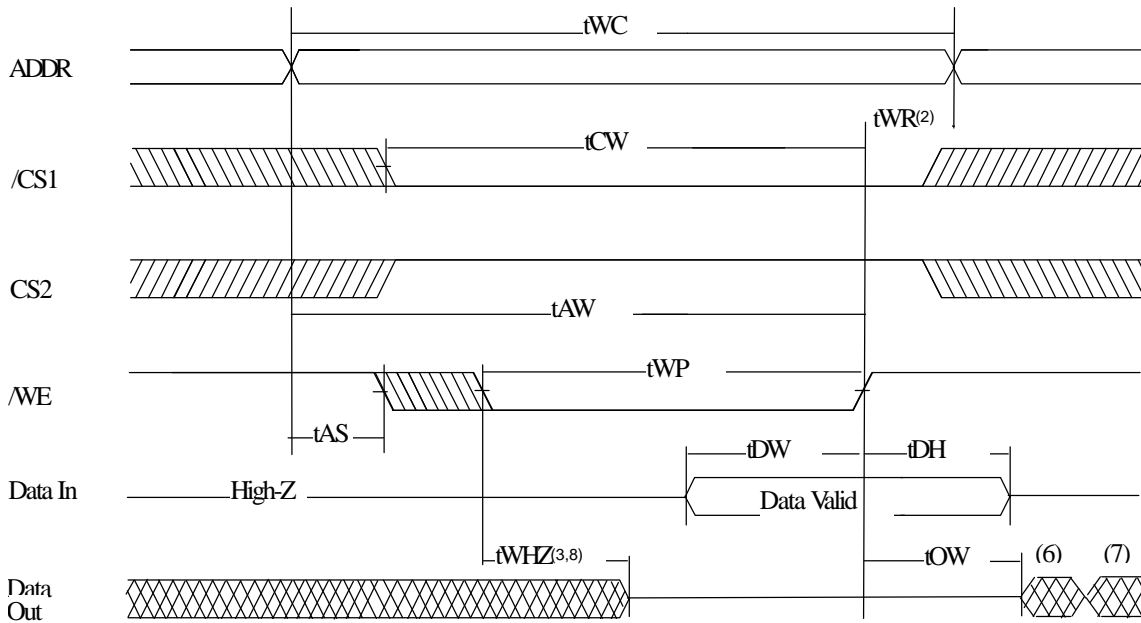 tWC
ADDR
tWR(2)
tCW
/CS1
CS2
tAW
tWP
/WE
tAS
tDW
tDH
Data In
High-Z
Data Valid
tWHZ(3,8)
tOW
(6)
(7)
Data
Out